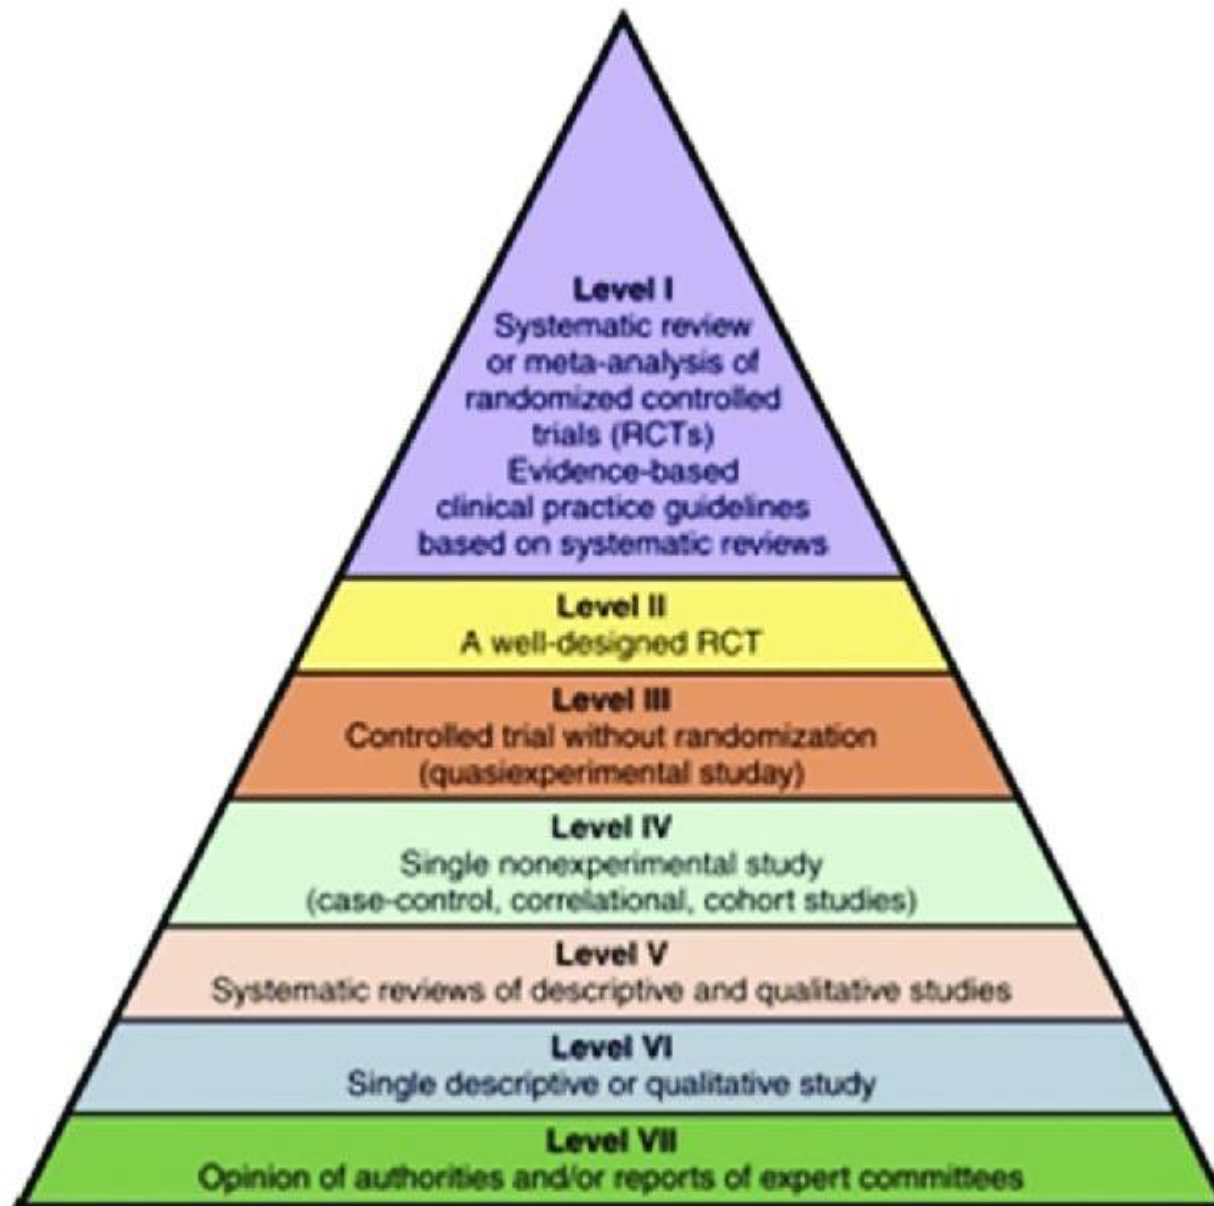 Level I
Systematic review
or meta-analysis of
randomized controlled
trials (RCTs)
Evidence-based
clinical practice guidelines
based on systematic reviews
Level II
A well-designed RCT
Level III
Controlled trial without randomization
(quasiexperimental studay)
Level IV
Single nonexperimental study
(case-control, correlational, cohort studies)
Level V
Systematic reviews of descriptive and qualitative studies
Level VI
Single descriptive or qualitative study
Level VII
Opinion of authorities and/or reports of expert committees